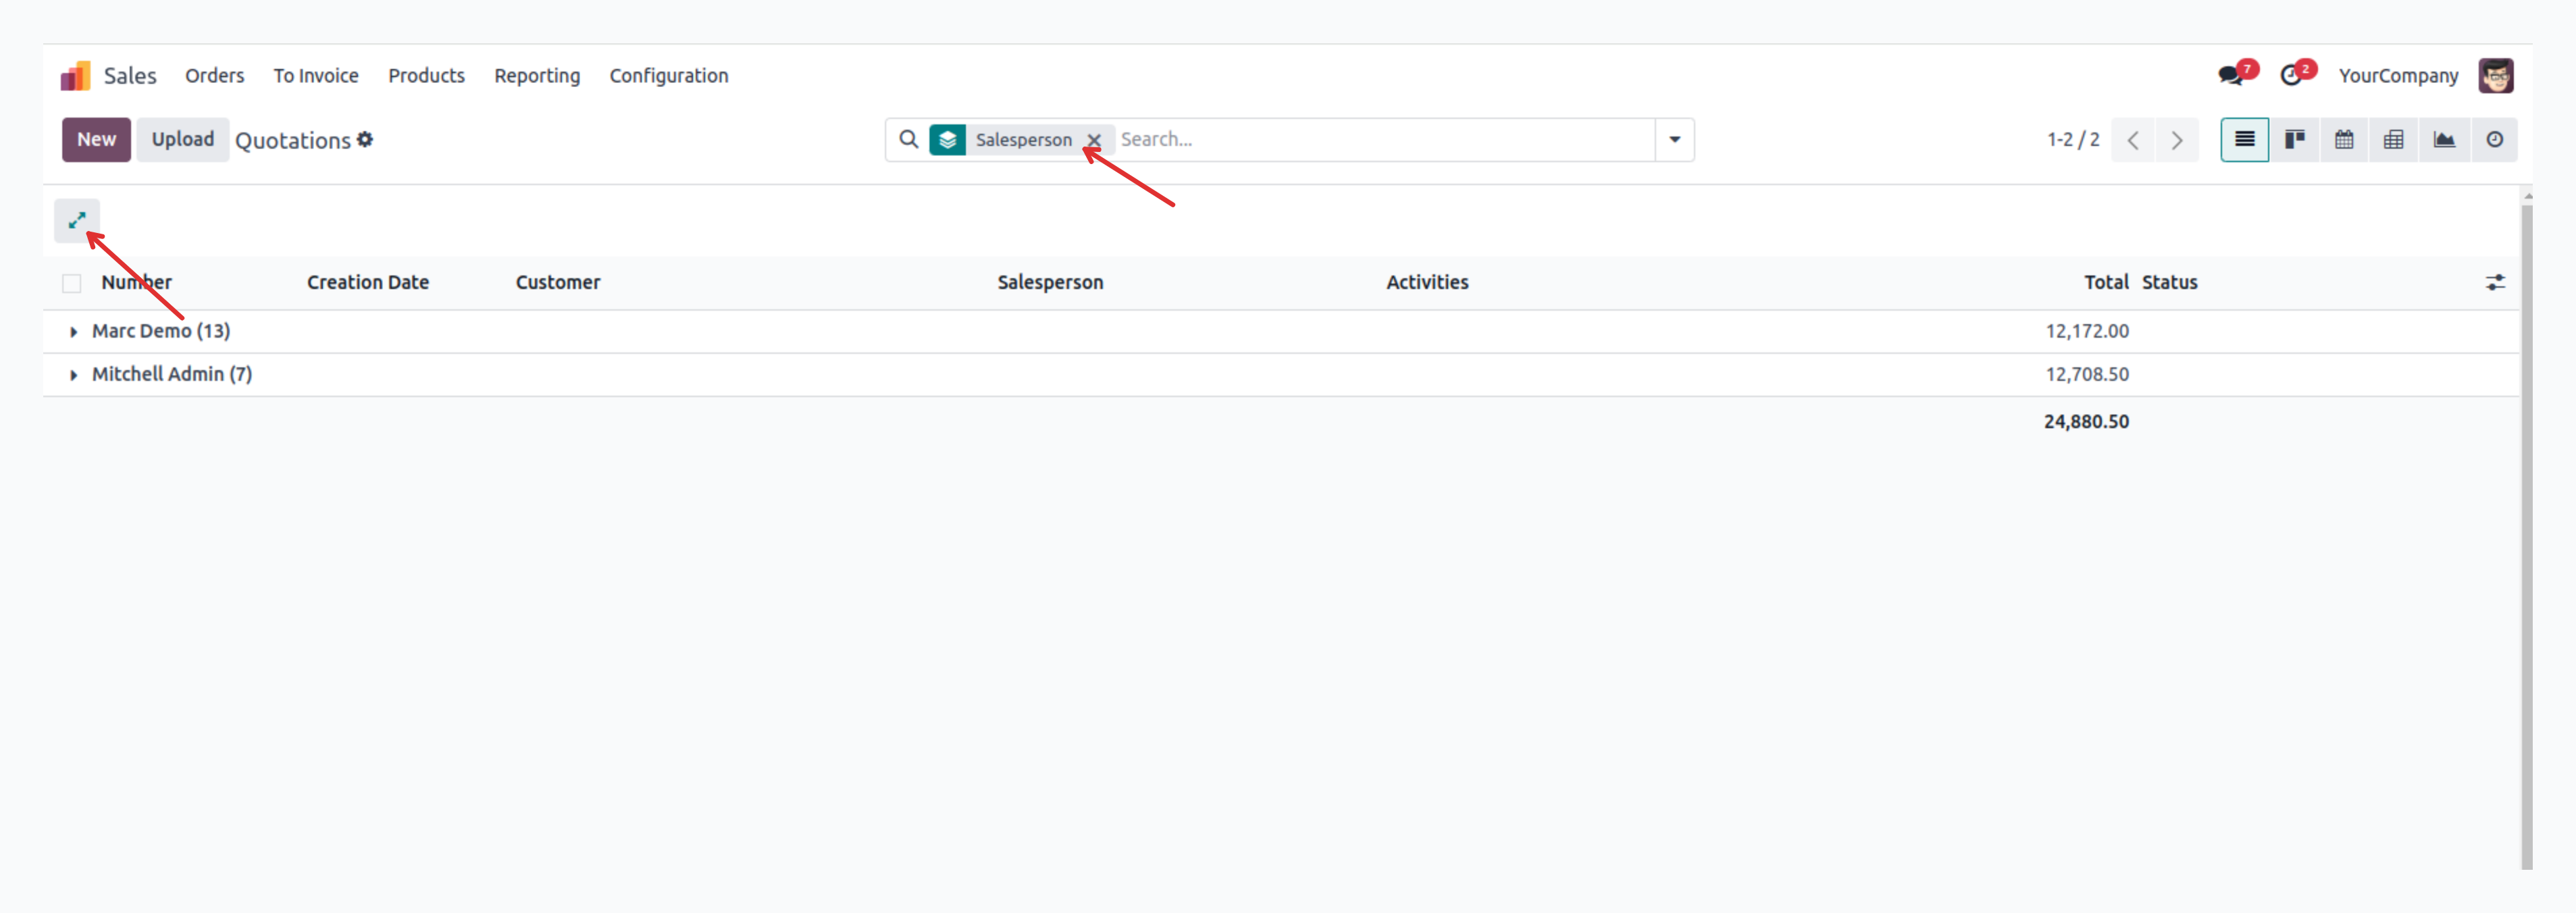 Sales Orders To Invoice Products Reporting Configuration 7 2 YourCompany
New Upload Quotations Salesperson Search... 1-2 / 2
Number Creation Date Customer Salesperson Activities Total Status
Marc Demo (13) 12,172.00
Mitchell Admin (7) 12,708.50
24,880.50